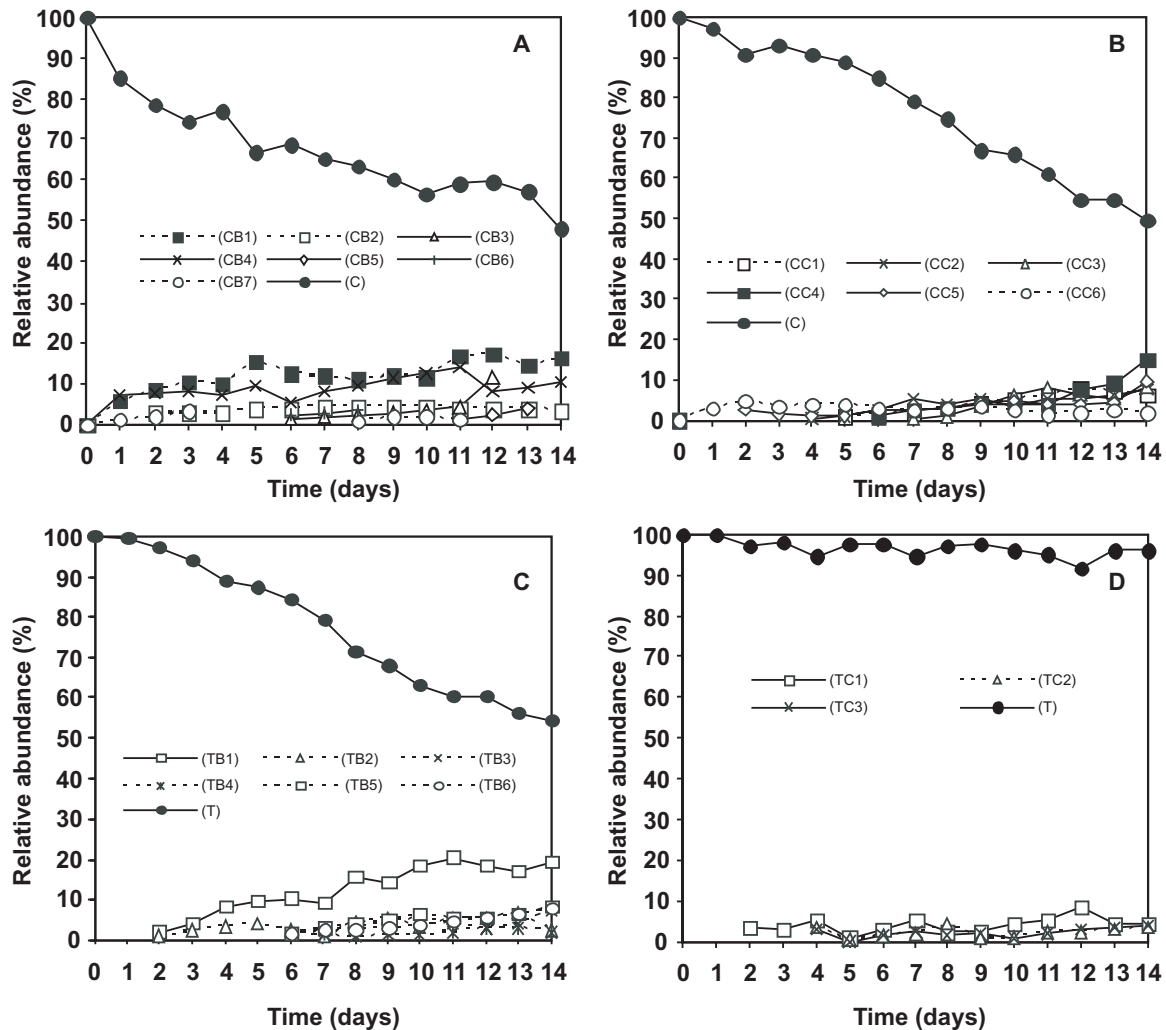 A
Relative abundance (%)
100
90
80
70
60
50
40
30
20
10
0
(CB1) (CB2) (CB3)
(CB4) (CB5) (CB6)
(CB7) (C)
0 1 2 3 4 5 6 7 8 9 10 11 12 13 14
Time (days)
B
Relative abundance (%)
100
90
80
70
60
50
40
30
20
10
0
(CC1) (CC2) (CC3)
(CC4) (CC5) (CC6)
(C)
0 1 2 3 4 5 6 7 8 9 10 11 12 13 14
Time (days)
C
Relative abundance (%)
100
90
80
70
60
50
40
30
20
10
0
(TB1) (TB2) (TB3)
(TB4) (TB5) (TB6)
(T)
0 1 2 3 4 5 6 7 8 9 10 11 12 13 14
Time (days)
D
Relative abundance (%)
100
90
80
70
60
50
40
30
20
10
0
(TC1) (TC2)
(TC3) (T)
0 1 2 3 4 5 6 7 8 9 10 11 12 13 14
Time (days)